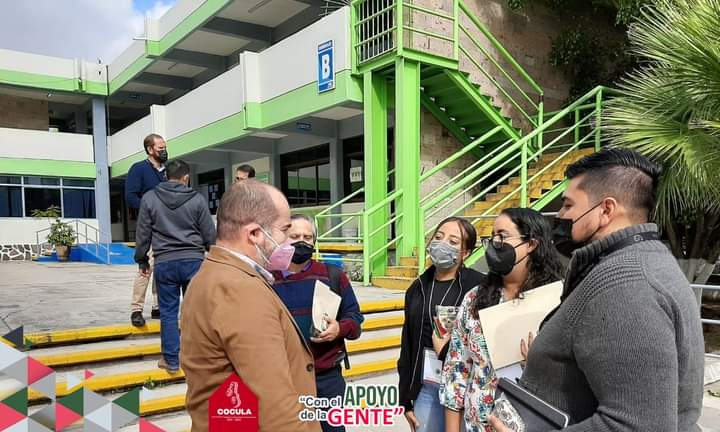 B
COCULA
“Con el APOYO
de la GENTE”